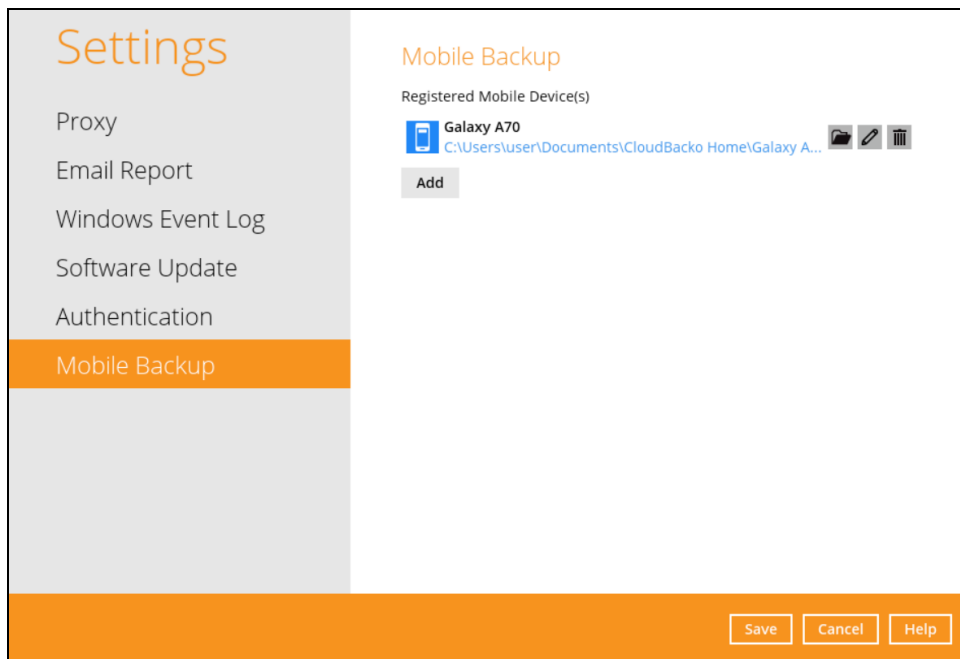 Settings
Proxy
Email Report
Windows Event Log
Software Update
Authentication
Mobile Backup
Mobile Backup
Registered Mobile Device(s)
Galaxy A70
C:\Users\user\Documents\CloudBacko Home\Galaxy A...
Add
Save Cancel Help